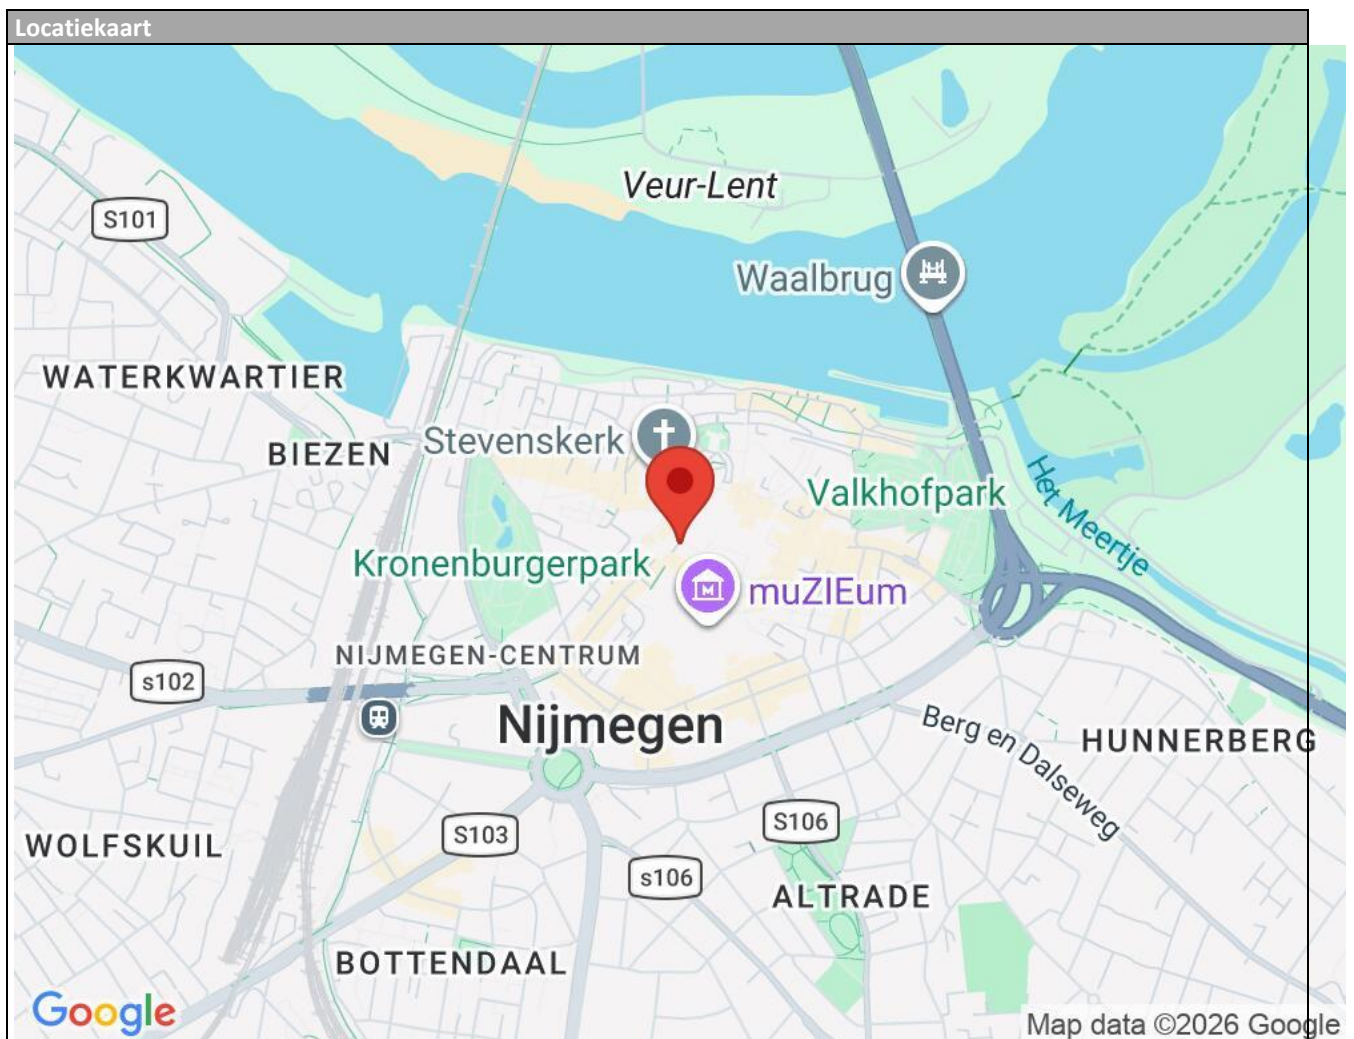 Locatiekaart
Veur-Lent
S101
Waalbrug
WATERKWARTIER
BIEZEN
Stevenskerk
Valkhofpark
Het Meertje
Kronenburgerpark
muZIEum
NIJMEGEN-CENTRUM
s102
Nijmegen
Berg en Dalseweg
HUNNERBERG
S103
S106
WOLFSKUIL
s106
ALTRADE
BOTTENDAAL
Google
Map data ©2026 Google